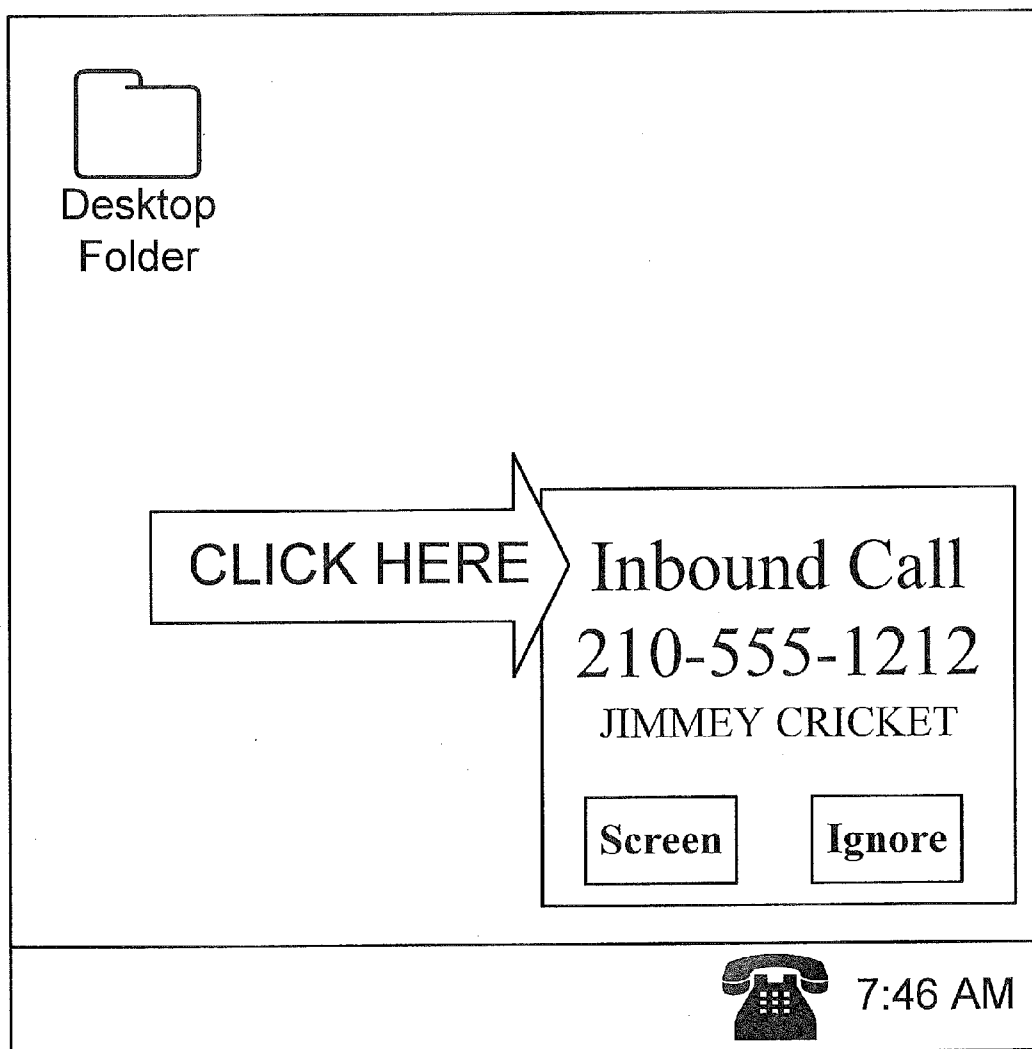 Desktop
Folder
CLICK HERE
Inbound Call
210-555-1212
JIMMEY CRICKET
Screen
Ignore
7:46 AM